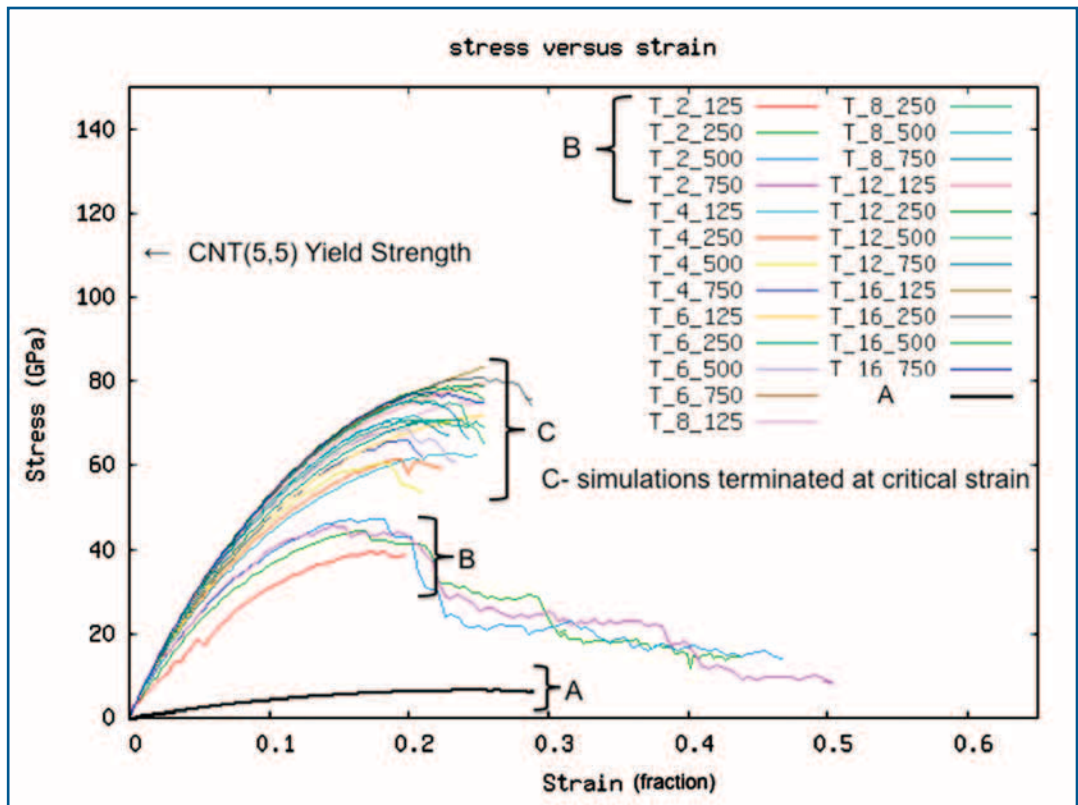 stress versus strain
140
120
100
80
60
40
20
0
Stress (GPa)
← CNT(5,5) Yield Strength
B
T_2_125
T_2_250
T_2_500
T_2_750
T_4_125
T_4_250
T_4_500
T_4_750
T_6_125
T_6_250
T_6_500
T_6_750
T_8_125
T_8_250
T_8_500
T_8_750
T_12_125
T_12_250
T_12_500
T_12_750
T_16_125
T_16_250
T_16_500
T_16_750
A
C
C- simulations terminated at critical strain
B
A
0 0.1 0.2 0.3 0.4 0.5 0.6
Strain (fraction)